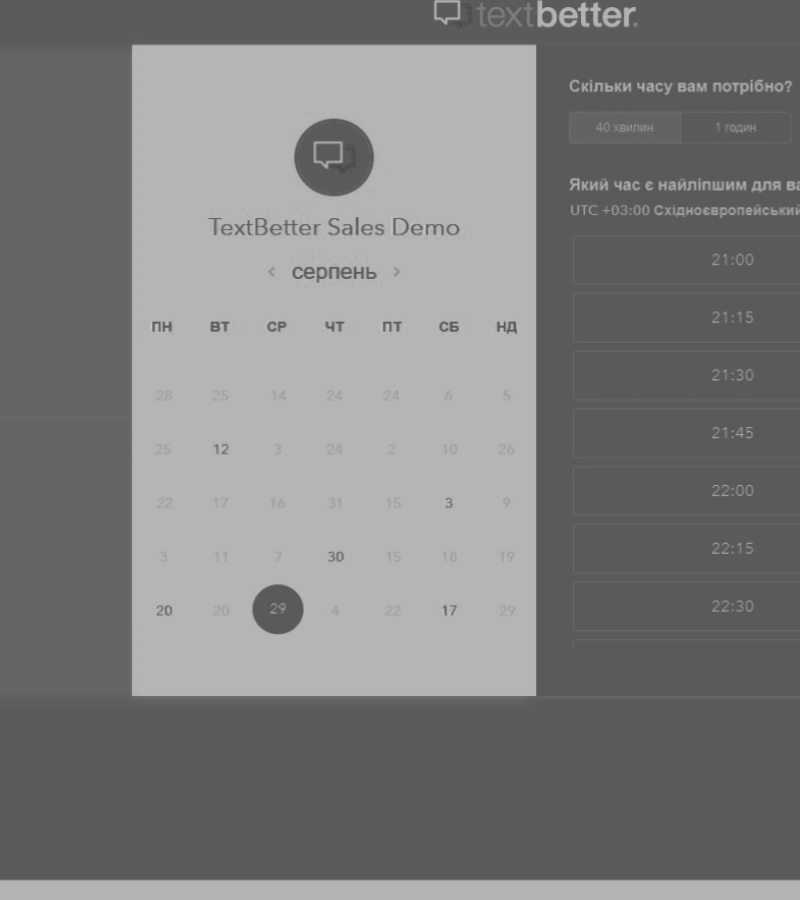 textbetter.
TextBetter Sales Demo
‹ серпень ›
ПН ВТ СР ЧТ ПТ СБ НД
28 25 14 24 24 6 5
25 12 3 24 2 10 26
22 17 16 31 15 3 9
3 11 7 30 15 18 19
20 20 29 4 22 17 29
Скільки часу вам потрібно?
40 хвилин 1 годин
Який час є найліпшим для
UTC +03:00 Східноєвропейський
21:00
21:15
21:30
21:45
22:00
22:15
22:30